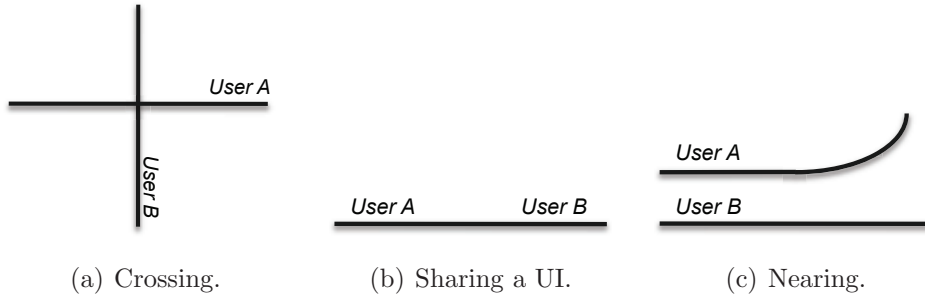 User A
User B
(a) Crossing.
User A
User B
(b) Sharing a UI.
User A
User B
(c) Nearing.